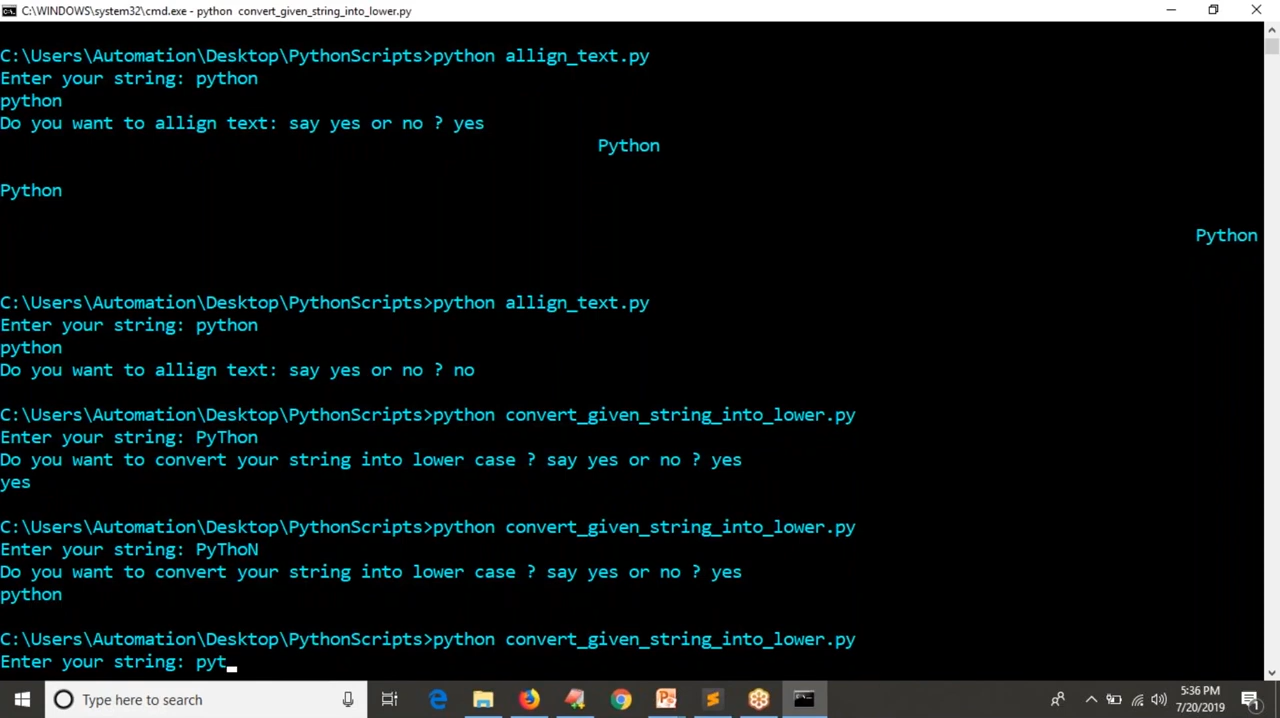 C:\WINDOWS\system32\cmd.exe - python convert_given_string_into_lower.py
C:\Users\Automation\Desktop\PythonScripts>python allign_text.py
Enter your string: python
python
Do you want to allign text: say yes or no ? yes
Python
Python
Python
C:\Users\Automation\Desktop\PythonScripts>python allign_text.py
Enter your string: python
python
Do you want to allign text: say yes or no ? no
C:\Users\Automation\Desktop\PythonScripts>python convert_given_string_into_lower.py
Enter your string: PyThon
Do you want to convert your string into lower case ? say yes or no ? yes
yes
C:\Users\Automation\Desktop\PythonScripts>python convert_given_string_into_lower.py
Enter your string: PyThoN
Do you want to convert your string into lower case ? say yes or no ? yes
python
C:\Users\Automation\Desktop\PythonScripts>python convert_given_string_into_lower.py
Enter your string: pyt
Type here to search
5:36 PM
7/20/2019